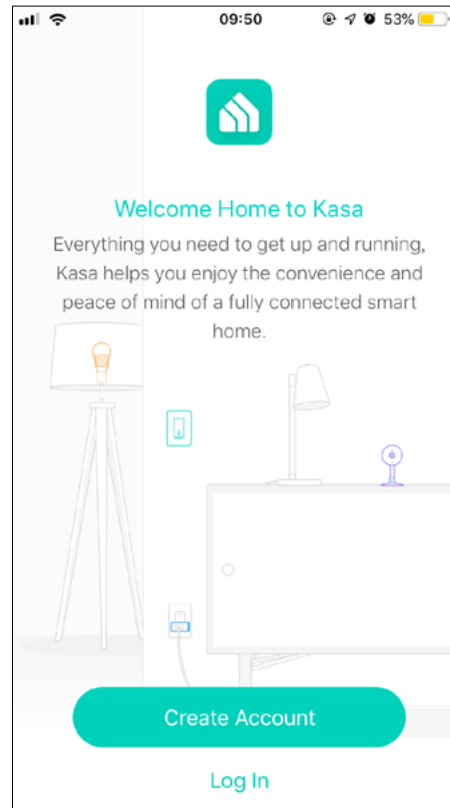 09:50
53%
Welcome Home to Kasa
Everything you need to get up and running,
Kasa helps you enjoy the convenience and
peace of mind of a fully connected smart
home.
Create Account
Log In